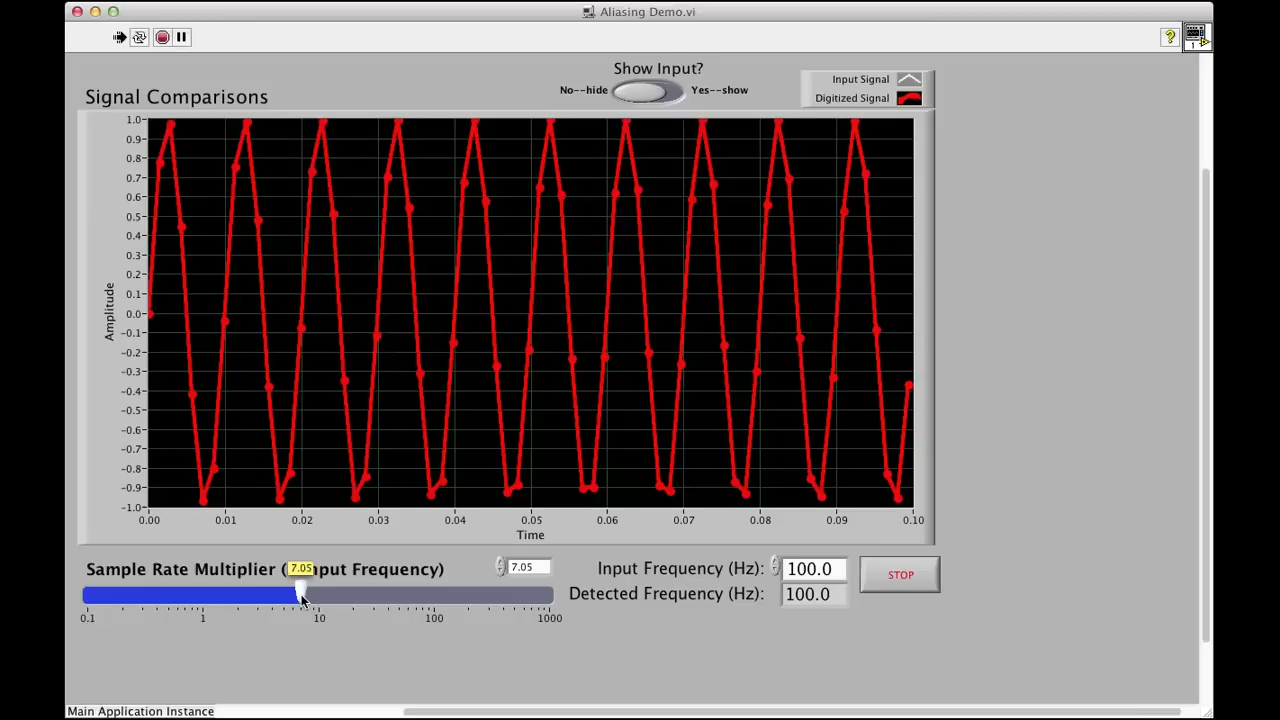 Aliasing Demo.vi
?
1
Show Input?
No--hide
Yes--show
Input Signal
Digitized Signal
Signal Comparisons
1.0
0.9
0.8
0.7
0.6
0.5
0.4
0.3
0.2
0.1
0.0
-0.1
-0.2
-0.3
-0.4
-0.5
-0.6
-0.7
-0.8
-0.9
-1.0
Amplitude
0.00 0.01 0.02 0.03 0.04 0.05 0.06 0.07 0.08 0.09 0.10
Time
Sample Rate Multiplier ( nput Frequency)
7.05
7.05
0.1 1 10 100 1000
Input Frequency (Hz): 100.0
Detected Frequency (Hz): 100.0
STOP
Main Application Instance